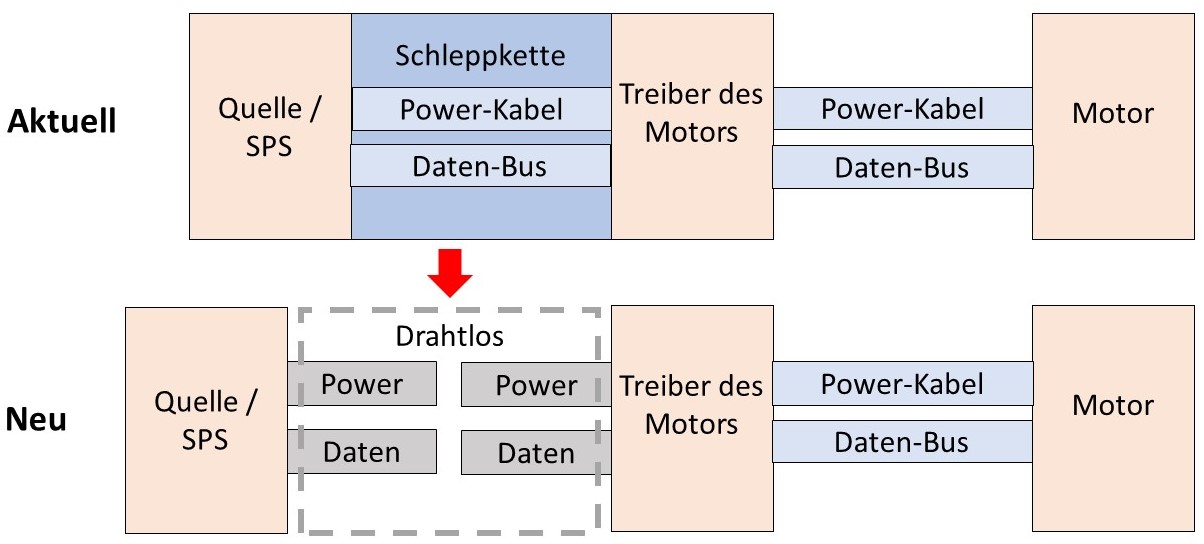 Aktuell
Quelle /
SPS
Schleppkette
Power-Kabel
Daten-Bus
Treiber des
Motors
Power-Kabel
Daten-Bus
Motor
Neu
Quelle /
SPS
Drahtlos
Power
Power
Daten
Daten
Treiber des
Motors
Power-Kabel
Daten-Bus
Motor